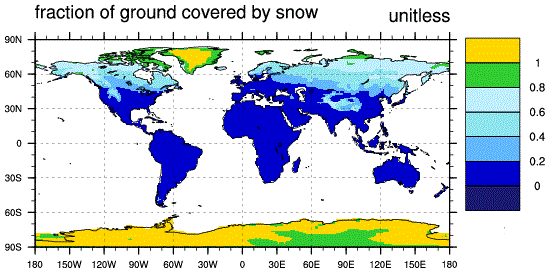 fraction of ground covered by snow unitless
90N
60N
30N
0
30S
60S
90S
180 150W 120W 90W 60W 30W 0 30E 60E 90E 120E 150E 180
1
0.8
0.6
0.4
0.2
0